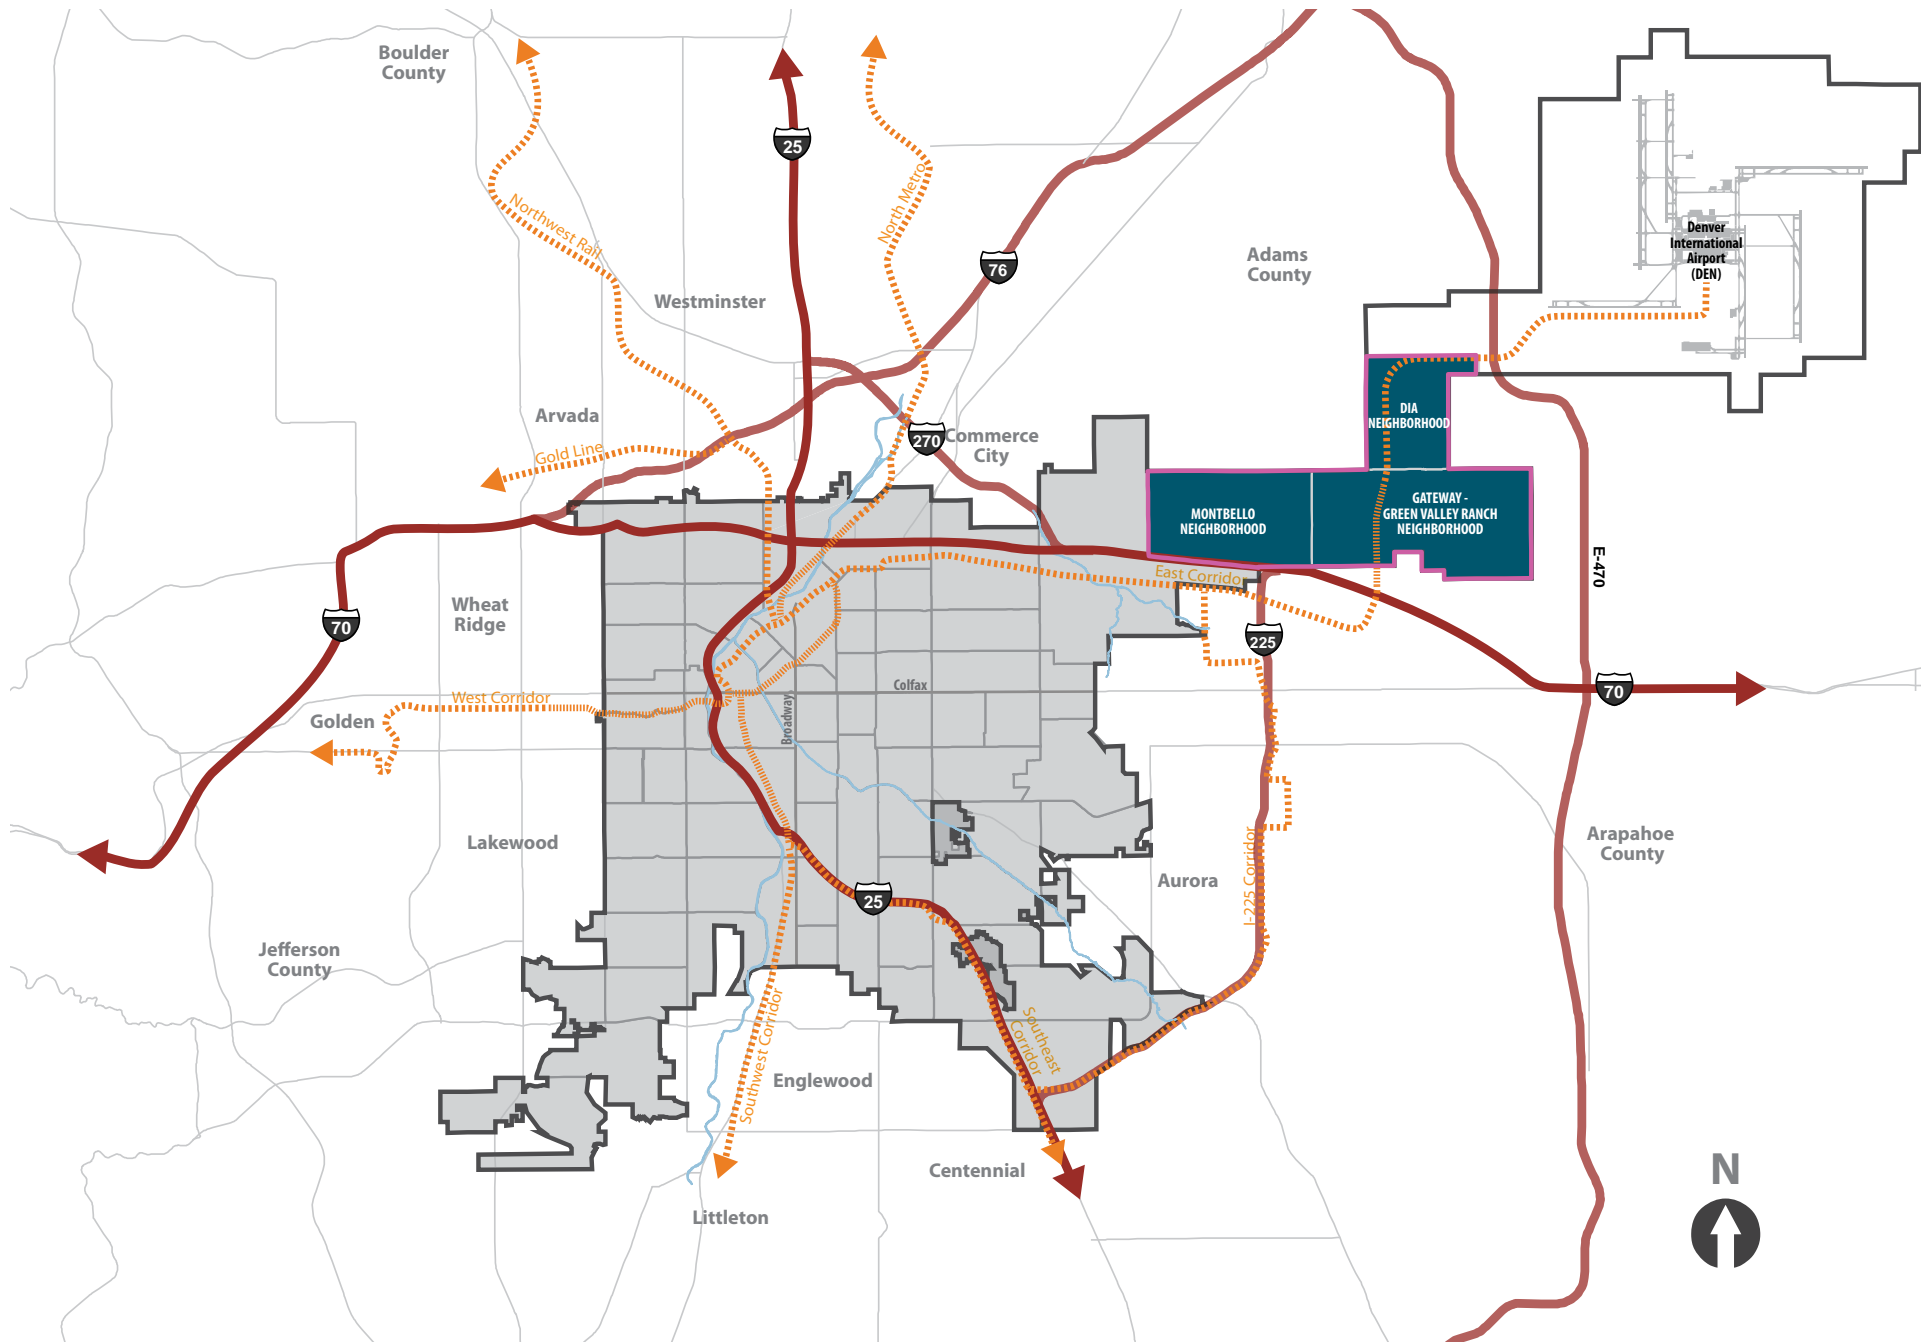 Boulder
County
25
Northwest Rail
North Metro
76
Adams
County
Denver
International
Airport
(DEN)
Westminster
Arvada
Gold Line
270
Commerce
City
DIA
NEIGHBORHOOD
MONTBELLO
NEIGHBORHOOD
GATEWAY -
GREEN VALLEY RANCH
NEIGHBORHOOD
E-470
East Corridor
Wheat
Ridge
70
225
70
West Corridor
Golden
Colfax
Broadway
Lakewood
Arapahoe
County
Aurora
I-225 Corridor
25
Jefferson
County
Southwest Corridor
Southeast
Corridor
Englewood
Centennial
Littleton
N